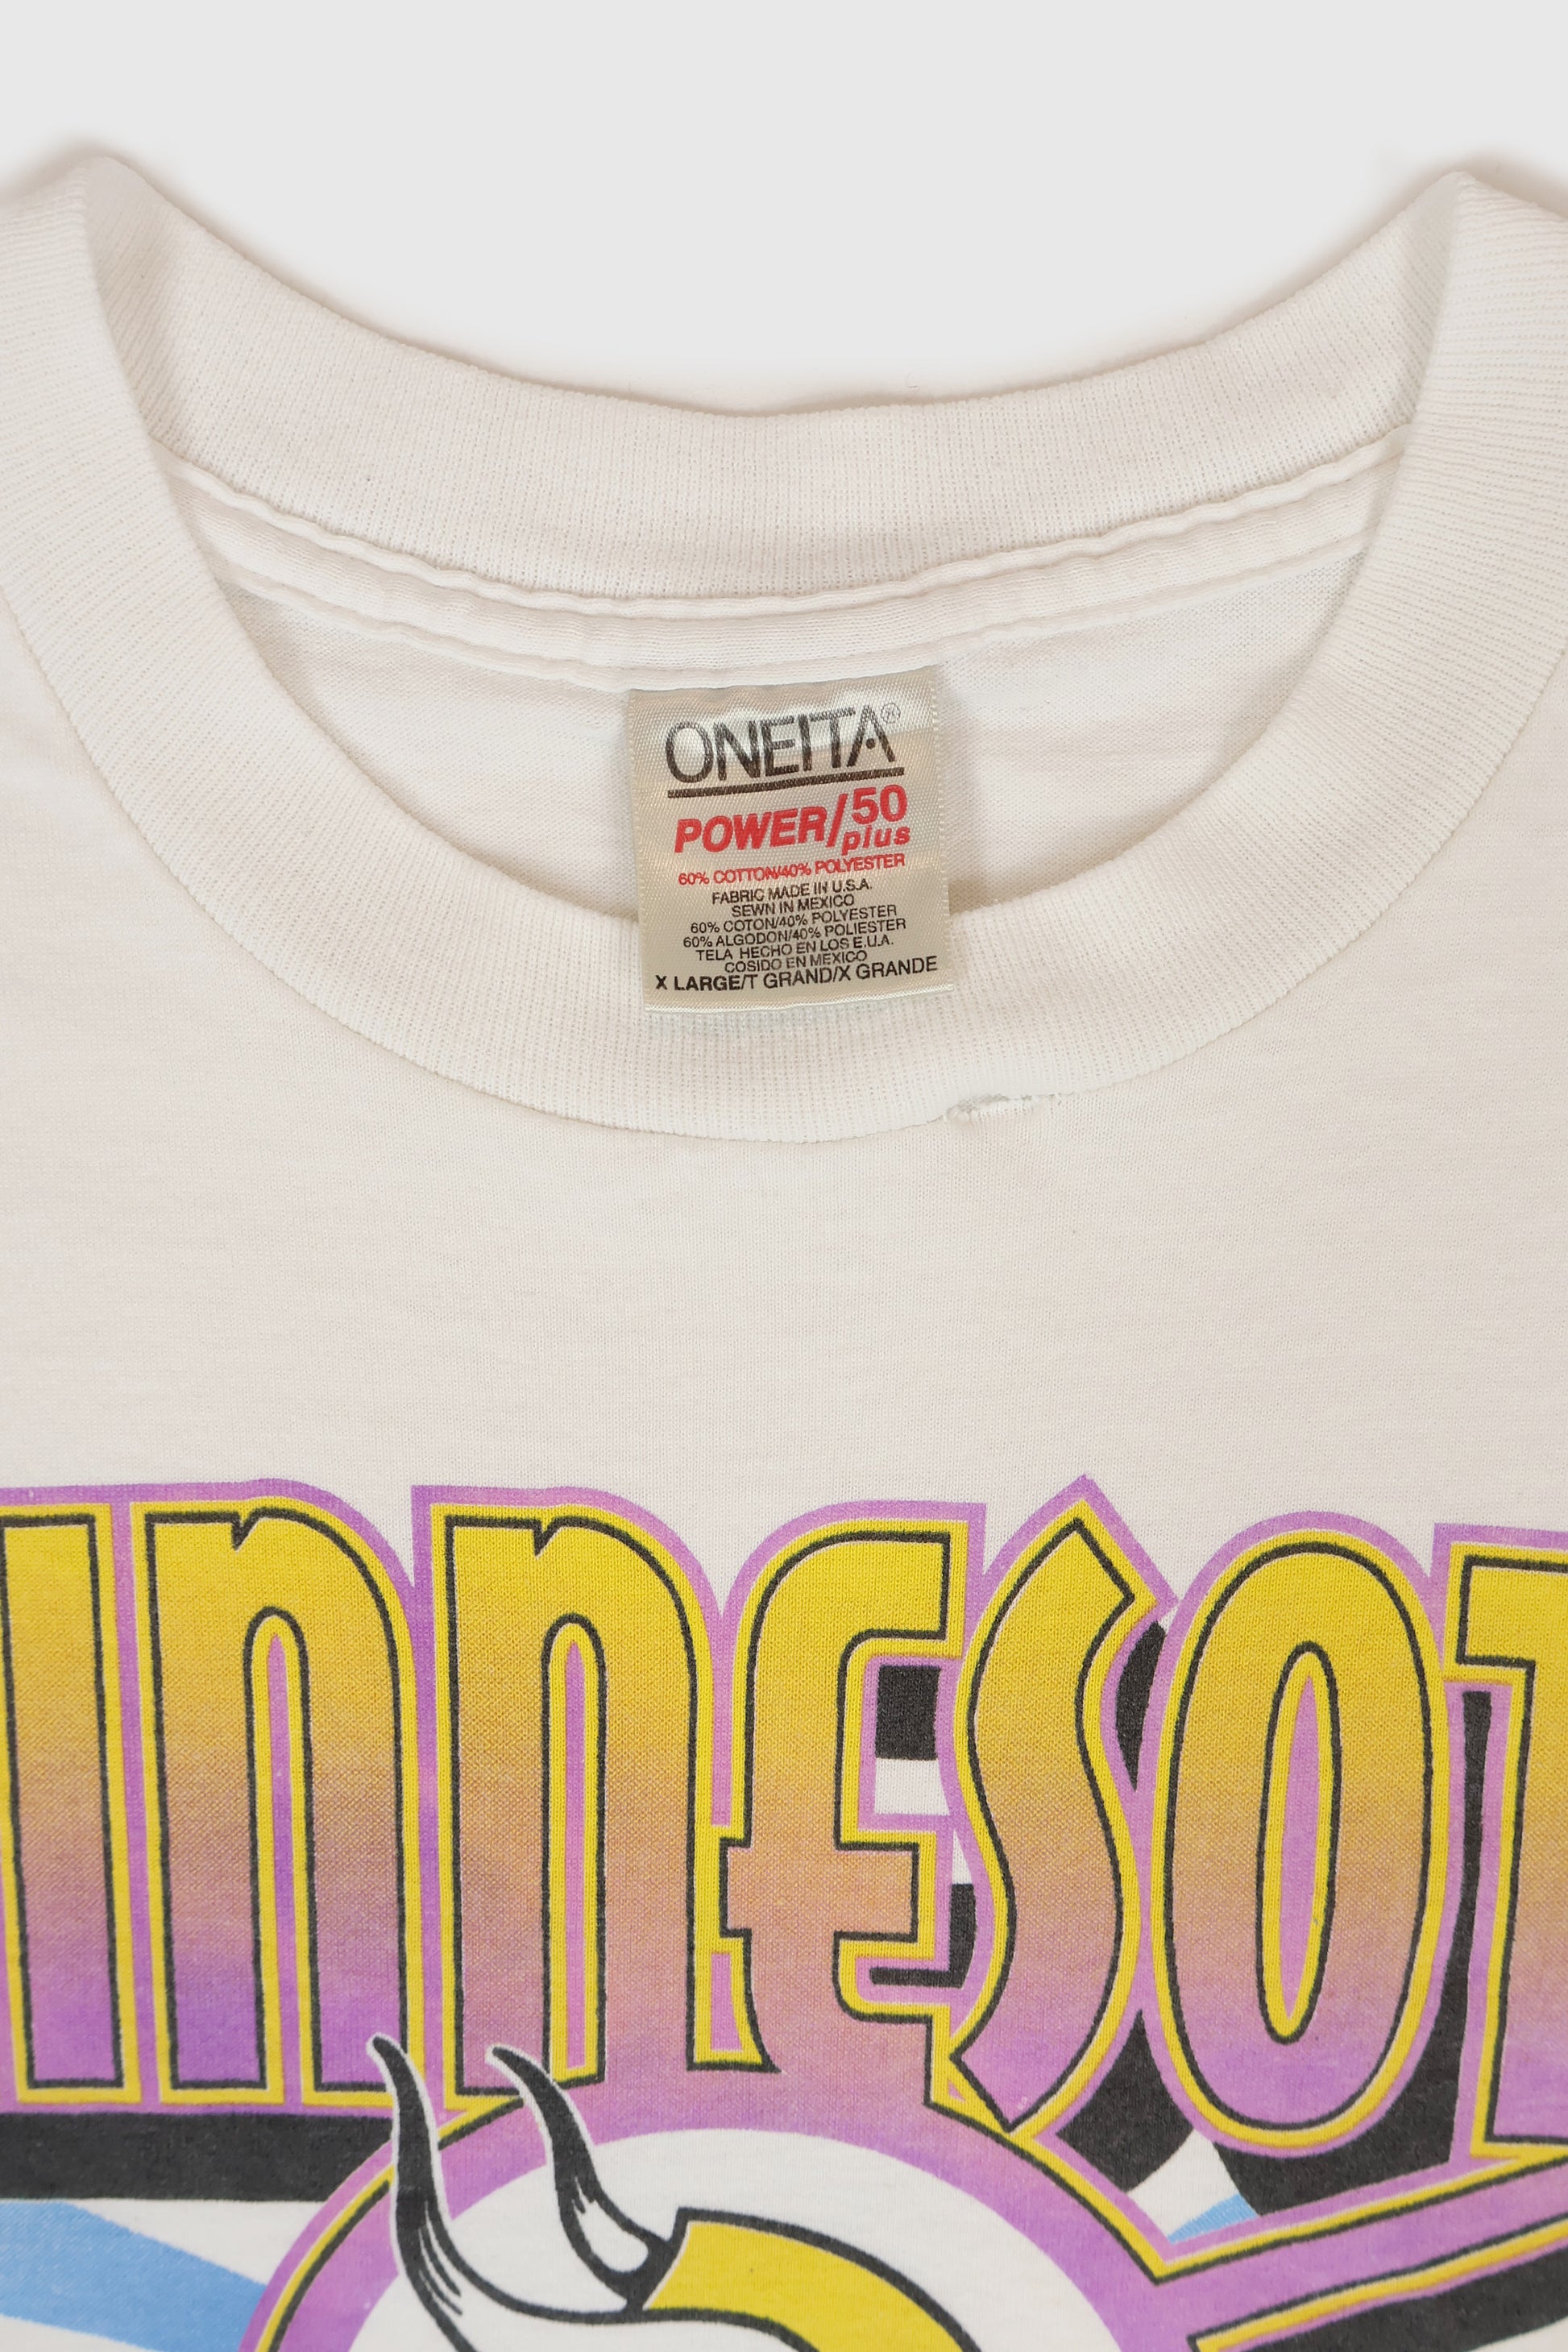 ONEITA®
POWER/50
plus
60% COTTON/40% POLYESTER
FABRIC MADE IN U.S.A.
SEWN IN MEXICO
60% COTON/40% POLYESTER
60% ALGODON/40% POLIESTER
TELA HECHO EN LOS E.U.A.
COSIDO EN MEXICO
X LARGE/T GRAND/X GRANDE
INNESOT